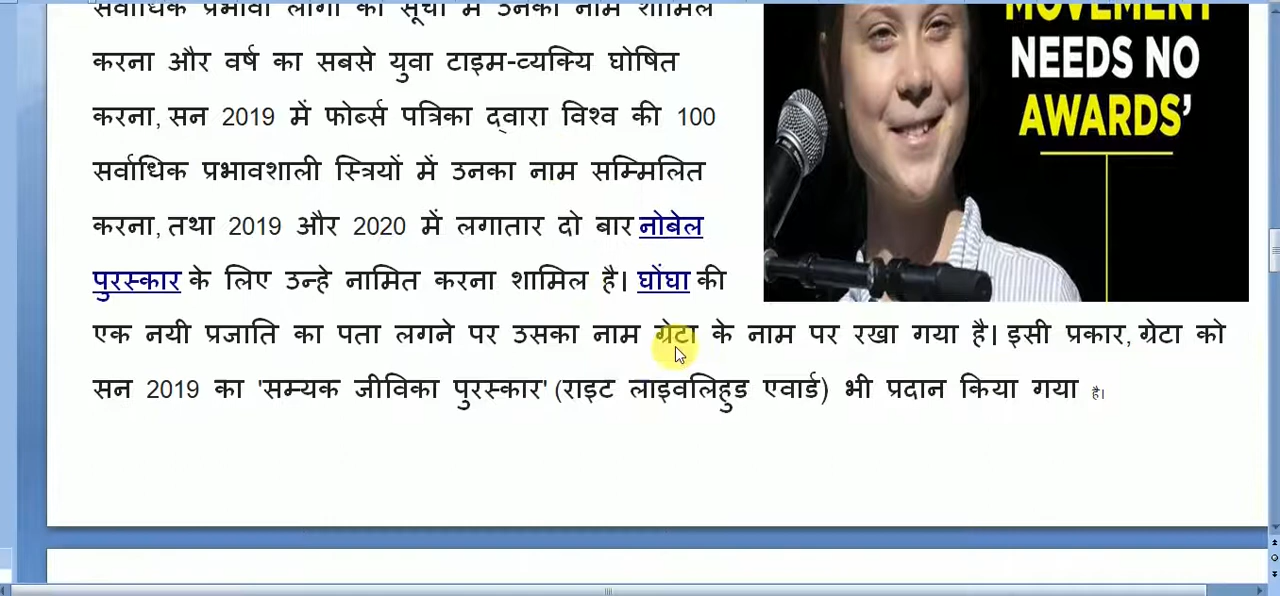 सर्वाधिक प्रभावी लोगों की सूची में उनका नाम शामिल
करना और वर्ष का सबसे युवा टाइम-व्यक्यि घोषित
करना, सन 2019 में फोर्ब्स पत्रिका द्वारा विश्व की 100
सर्वाधिक प्रभावशाली स्त्रियों में उनका नाम सम्मिलित
करना, तथा 2019 और 2020 में लगातार दो बार नोबेल
पुरस्कार के लिए उन्हे नामित करना शामिल है। घोंघा की
एक नयी प्रजाति का पता लगने पर उसका नाम ग्रेटा के नाम पर रखा गया है। इसी प्रकार, ग्रेटा को
सन 2019 का 'सम्यक जीविका पुरस्कार' (राइट लाइवलिहुड एवार्ड) भी प्रदान किया गया है।
MOVEMENT
NEEDS NO
AWARDS'